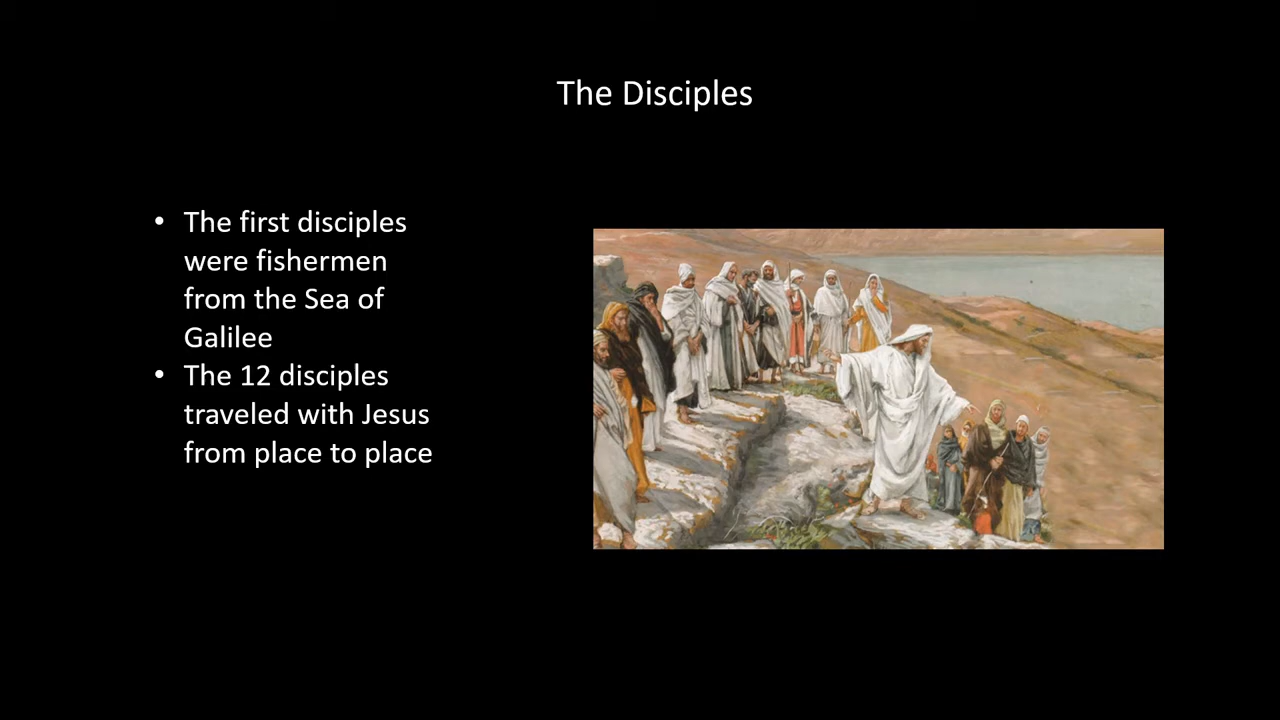 The Disciples
• The first disciples
were fishermen
from the Sea of
Galilee
• The 12 disciples
traveled with Jesus
from place to place